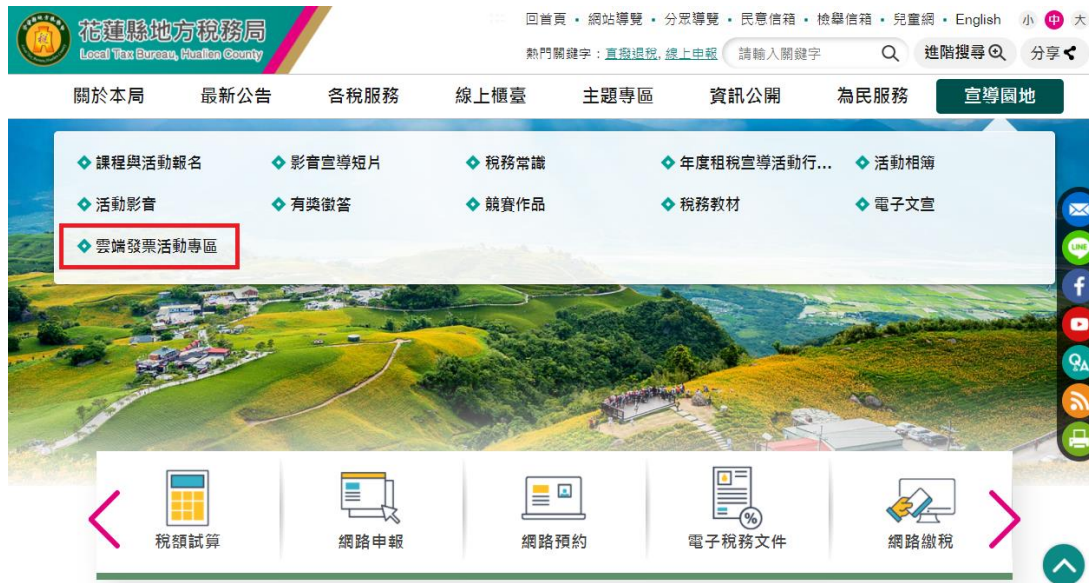 花蓮縣地方稅務局
Local Tax Bureau, Hualien County
回首頁 • 網站導覽 • 分眾導覽 • 民意信箱 • 檢舉信箱 • 兒童網 • English 小 中 大
熱門關鍵字：直撥退稅, 線上申報 請輸入關鍵字 進階搜尋 分享
關於本局 最新公告 各稅服務 線上櫃臺 主題專區 資訊公開 為民服務 宣導園地
課程與活動報名 影音宣導短片 稅務常識 年度租稅宣導活動行... 活動相簿
活動影音 有獎徵答 競賽作品 稅務教材 電子文宣
雲端發票活動專區
LINE
Q&A
稅額試算 網路申報 網路預約 電子稅務文件 網路繳稅